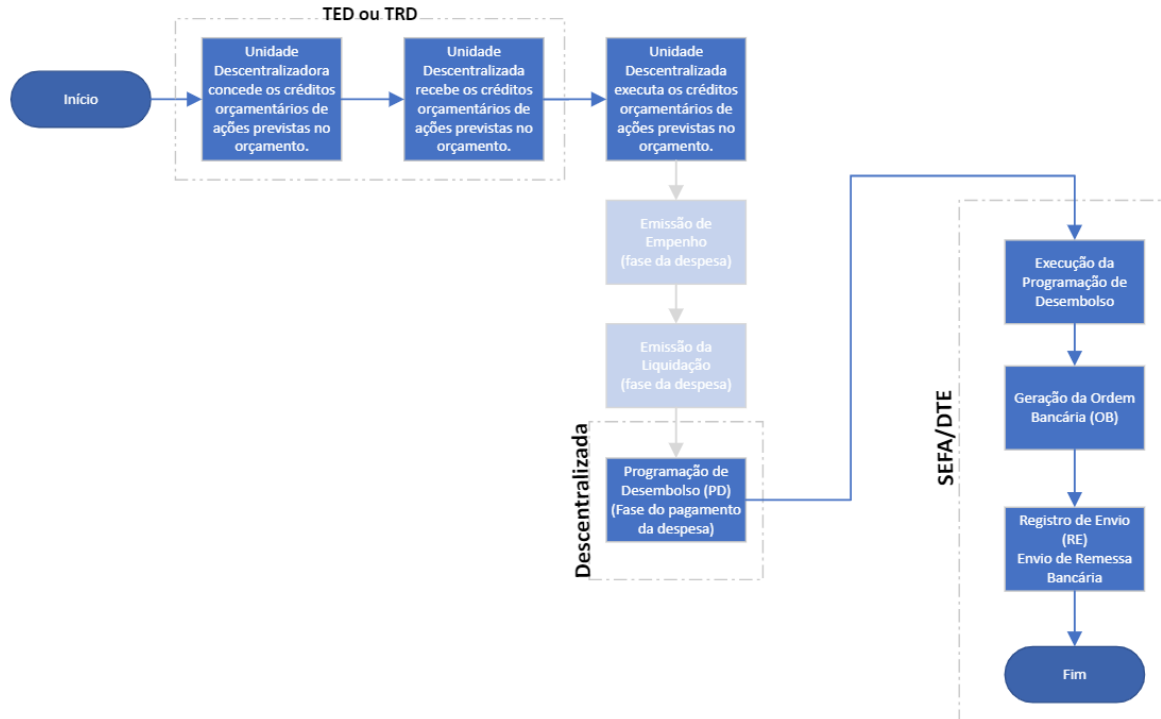 TED ou TRD
Início
Unidade
Descentralizadora
concede os créditos
orçamentários de
ações previstas no
orçamento.
Unidade
Descentralizada
recebe os créditos
orçamentários de
ações previstas no
orçamento.
Unidade
Descentralizada
executa os créditos
orçamentários de
ações previstas no
orçamento.
Emissão de
Empenho
(fase da despesa)
Emissão da
Liquidação
(fase da despesa)
Descentralizada
Programação de
Desembolso (PD)
(Fase do pagamento
da despesa)
SEFA/DTE
Execução da
Programação de
Desembolso
Geração da Ordem
Bancária (OB)
Registro de Envio
(RE)
Envio de Remessa
Bancária
Fim